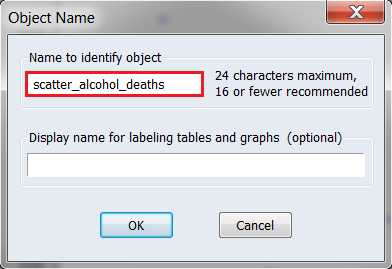 Object Name
Name to identify object
scatter_alcohol_deaths
24 characters maximum,
16 or fewer recommended
Display name for labeling tables and graphs (optional)
OK
Cancel